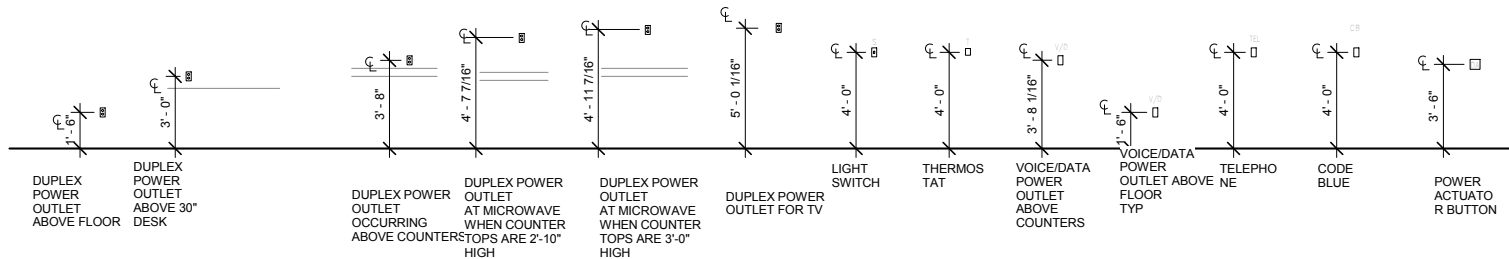 ℄
1' - 6"
DUPLEX
POWER
OUTLET
ABOVE FLOOR
℄
3' - 0"
DUPLEX
POWER
OUTLET
ABOVE 30"
DESK
℄
3' - 8"
DUPLEX POWER
OUTLET
OCCURRING
ABOVE COUNTERS
℄
4' - 7 7/16"
DUPLEX POWER
OUTLET
AT MICROWAVE
WHEN COUNTER
TOPS ARE 2'-10"
HIGH
℄
4' - 11 7/16"
DUPLEX POWER
OUTLET
AT MICROWAVE
WHEN COUNTER
TOPS ARE 3'-0"
HIGH
℄
5' - 0 1/16"
DUPLEX POWER
OUTLET FOR TV
℄
S
4' - 0"
LIGHT
SWITCH
℄
T
4' - 0"
THERMOS
TAT
℄
V/D
3' - 8 1/16"
VOICE/DATA
POWER
OUTLET
ABOVE
COUNTERS
℄
V/D
1' - 6"
VOICE/DATA
POWER
OUTLET ABOVE
FLOOR
TYP
℄
TEL
4' - 0"
TELEPHO
NE
℄
CB
4' - 0"
CODE
BLUE
℄
3' - 6"
POWER
ACTUATO
R BUTTON